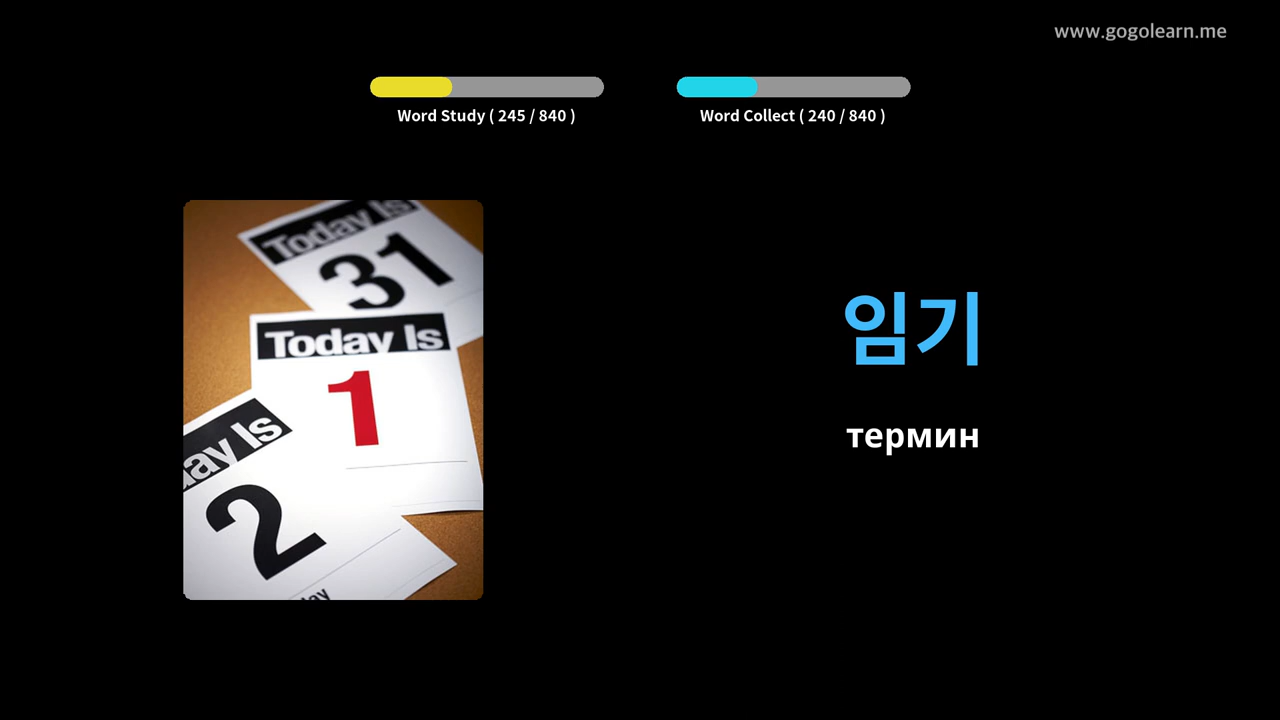 www.gogolearn.me
Word Study ( 245 / 840 )
Word Collect ( 240 / 840 )
Today Is
31
Today Is
1
day Is
2
임기
термин